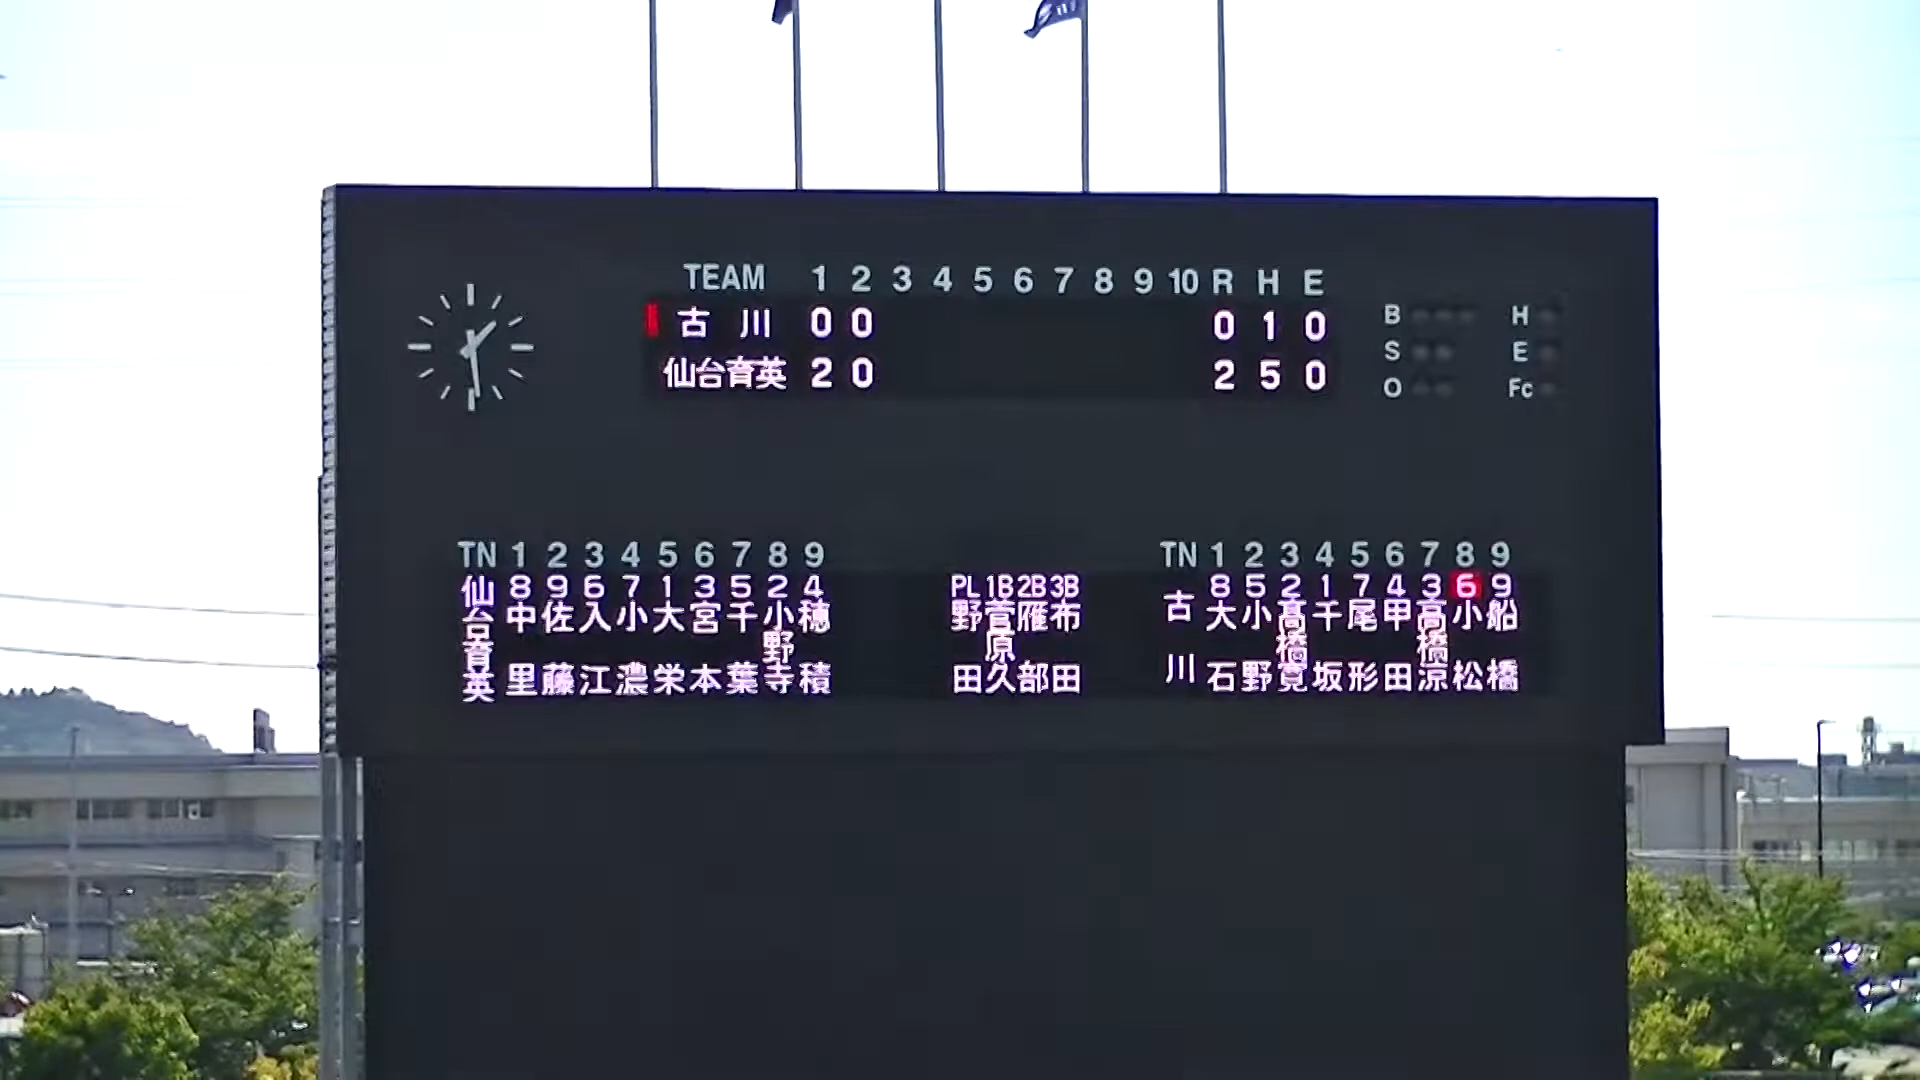 TEAM 1 2 3 4 5 6 7 8 9 10 R H E
古川 0 0 0 1 0
仙台育英 2 0 2 5 0
B H
S E
O Fc
TN 1 2 3 4 5 6 7 8 9
仙台育英
8 9 6 7 1 3 5 2 4
中里
佐藤
入江
小濃
大栄
宮本
千葉
小野寺
穂積
PL 1B 2B 3B
野田
菅原久
雁部
布田
TN 1 2 3 4 5 6 7 8 9
古川
8 5 2 1 7 4 3 6 9
大石
小野
髙橋寛
千坂
尾形
甲田
高橋涼
小松
船橋